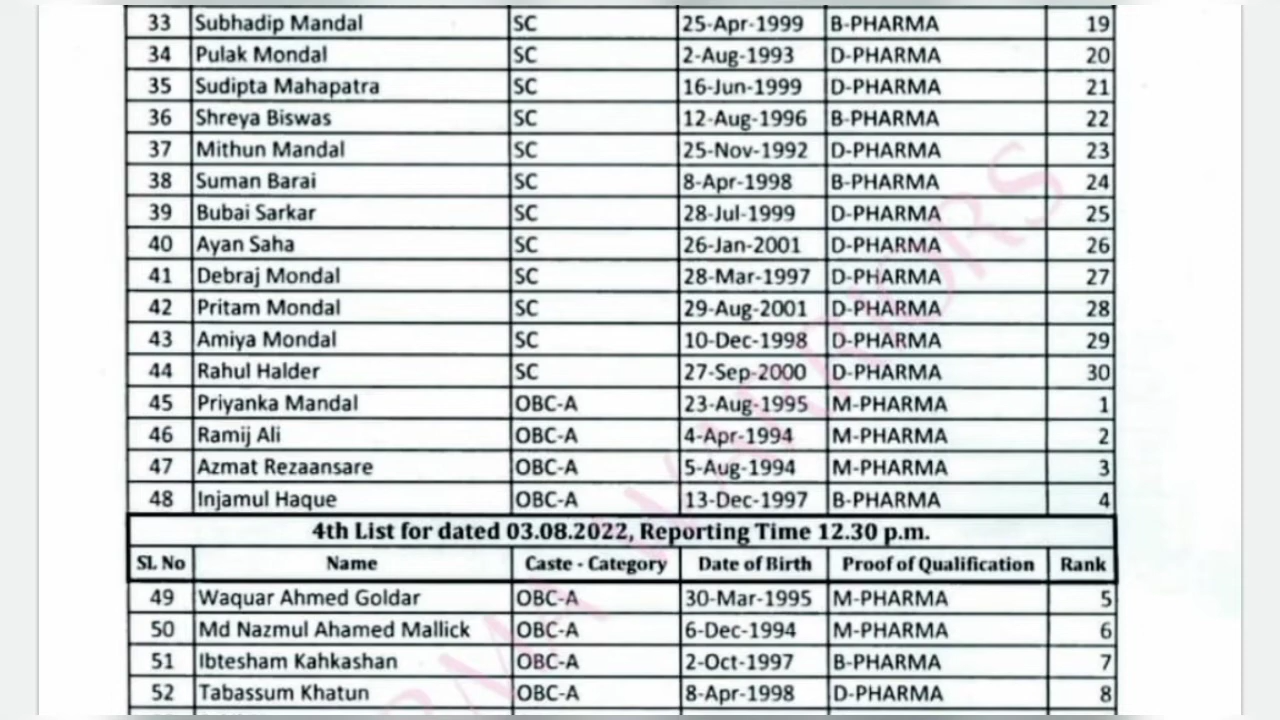 33 Subhadip Mandal SC 25-Apr-1999 B-PHARMA 19
34 Pulak Mondal SC 2-Aug-1993 D-PHARMA 20
35 Sudipta Mahapatra SC 16-Jun-1999 D-PHARMA 21
36 Shreya Biswas SC 12-Aug-1996 B-PHARMA 22
37 Mithun Mandal SC 25-Nov-1992 D-PHARMA 23
38 Suman Barai SC 8-Apr-1998 B-PHARMA 24
39 Bubai Sarkar SC 28-Jul-1999 D-PHARMA 25
40 Ayan Saha SC 26-Jan-2001 D-PHARMA 26
41 Debraj Mondal SC 28-Mar-1997 D-PHARMA 27
42 Pritam Mondal SC 29-Aug-2001 D-PHARMA 28
43 Amiya Mondal SC 10-Dec-1998 D-PHARMA 29
44 Rahul Halder SC 27-Sep-2000 D-PHARMA 30
45 Priyanka Mandal OBC-A 23-Aug-1995 M-PHARMA 1
46 Ramij Ali OBC-A 4-Apr-1994 M-PHARMA 2
47 Azmat Rezaansare OBC-A 5-Aug-1994 M-PHARMA 3
48 Injamul Haque OBC-A 13-Dec-1997 B-PHARMA 4
4th List for dated 03.08.2022, Reporting Time 12.30 p.m.
SL No Name Caste - Category Date of Birth Proof of Qualification Rank
49 Waquar Ahmed Goldar OBC-A 30-Mar-1995 M-PHARMA 5
50 Md Nazmul Ahamed Mallick OBC-A 6-Dec-1994 M-PHARMA 6
51 Ibtesham Kahkashan OBC-A 2-Oct-1997 B-PHARMA 7
52 Tabassum Khatun OBC-A 8-Apr-1998 D-PHARMA 8